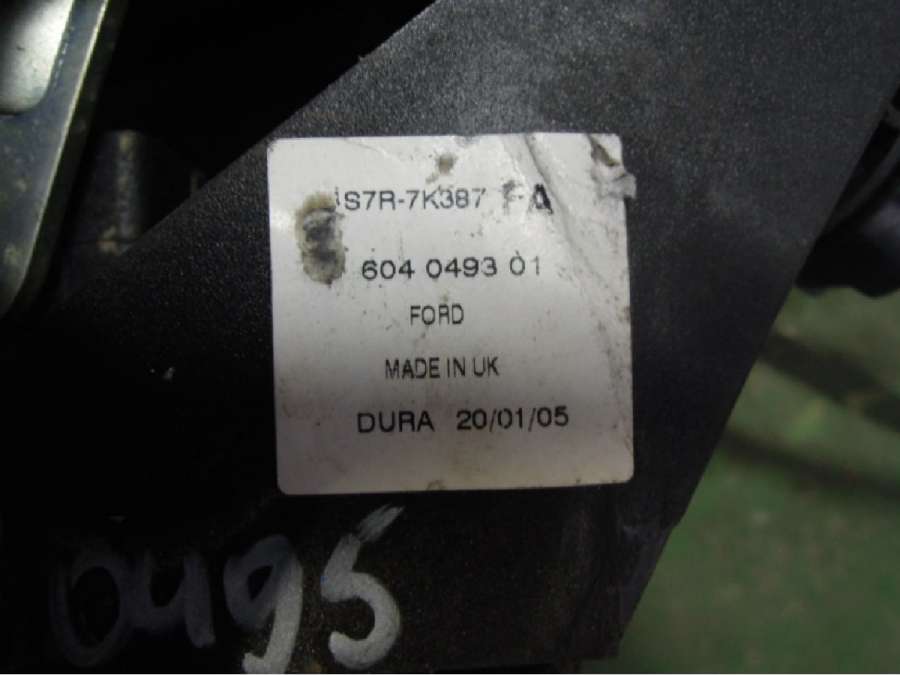 S7R-7K387 FA
604 0493 01
FORD
MADE IN UK
DURA 20/01/05
0495